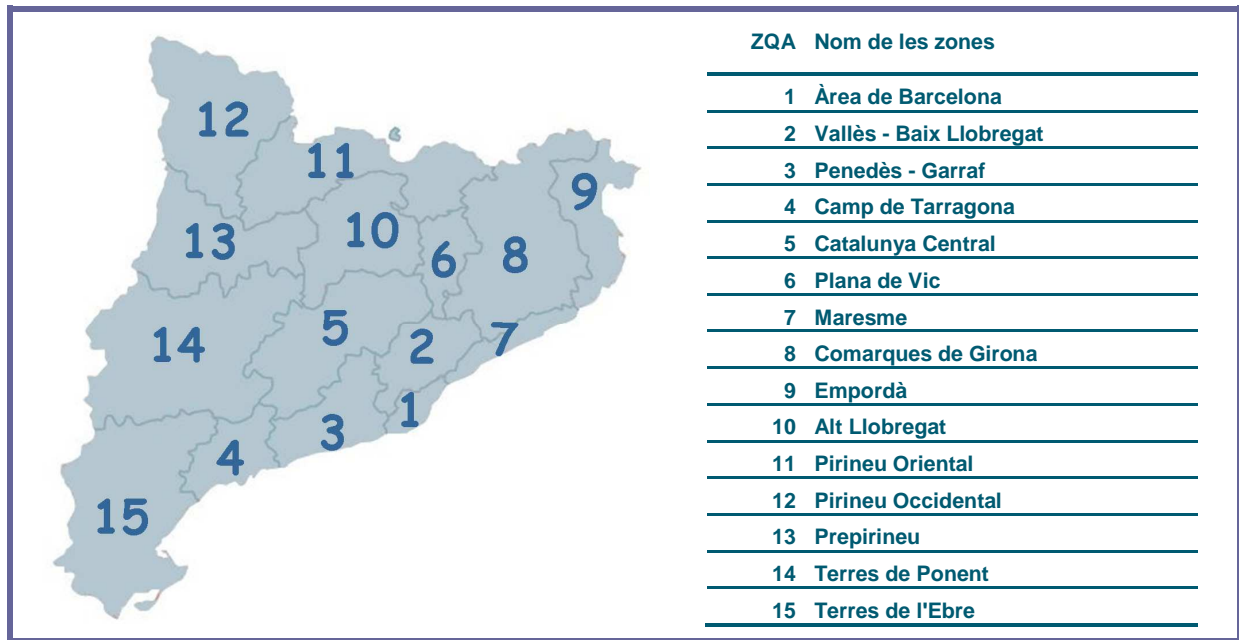 12
11
9
13
10
6
8
5
14
2
7
1
3
4
15
ZQA Nom de les zones
1 Àrea de Barcelona
2 Vallès - Baix Llobregat
3 Penedès - Garraf
4 Camp de Tarragona
5 Catalunya Central
6 Plana de Vic
7 Maresme
8 Comarques de Girona
9 Empordà
10 Alt Llobregat
11 Pirineu Oriental
12 Pirineu Occidental
13 Prepirineu
14 Terres de Ponent
15 Terres de l'Ebre